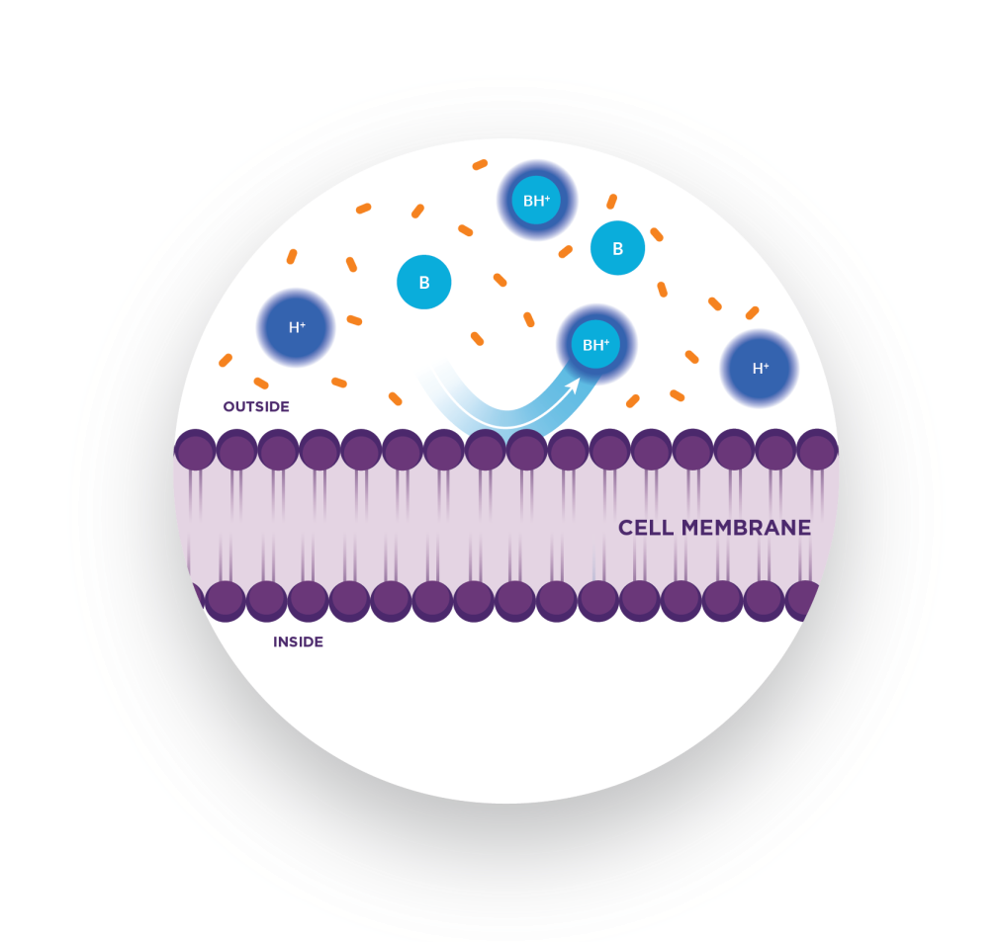 BH⁺
B
B
H⁺
BH⁺
H⁺
OUTSIDE
CELL MEMBRANE
INSIDE